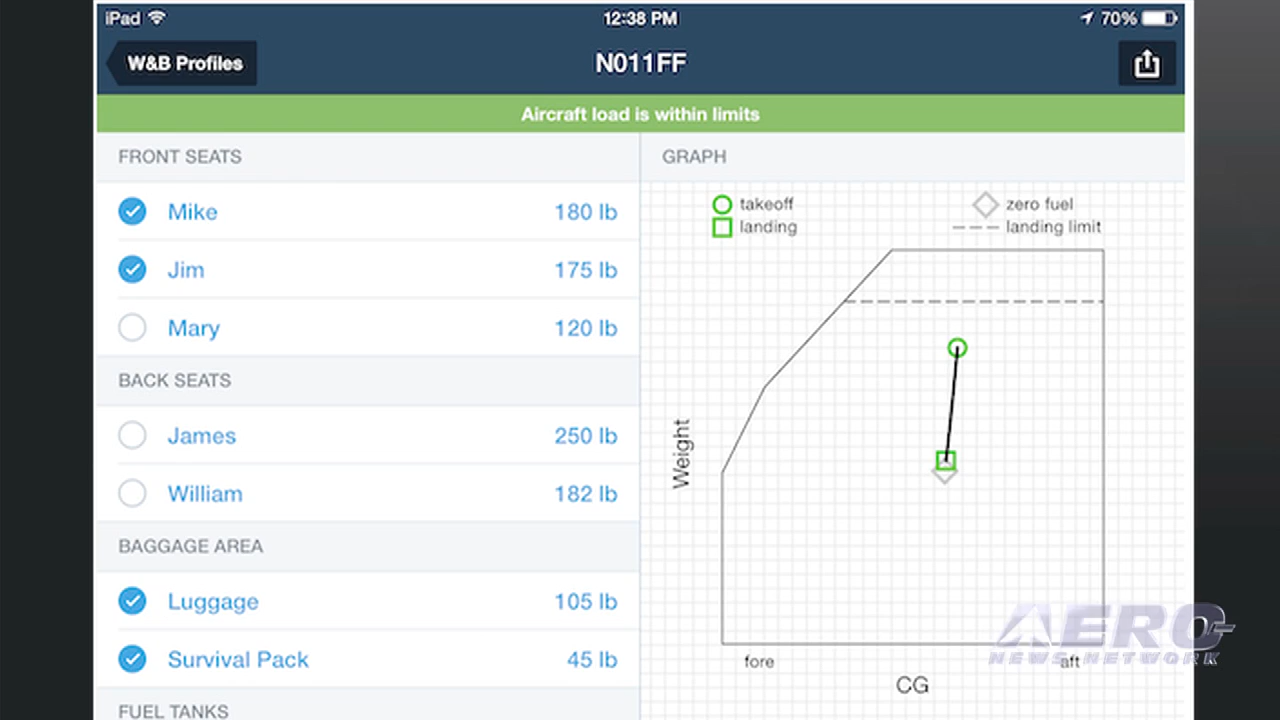 iPad 12:38 PM 70%
W&B Profiles N011FF
Aircraft load is within limits
FRONT SEATS
Mike 180 lb
Jim 175 lb
Mary 120 lb
BACK SEATS
James 250 lb
William 182 lb
BAGGAGE AREA
Luggage 105 lb
Survival Pack 45 lb
FUEL TANKS
GRAPH
takeoff zero fuel
landing landing limit
Weight
fore aft
CG
AERO-
NEWS NETWORK